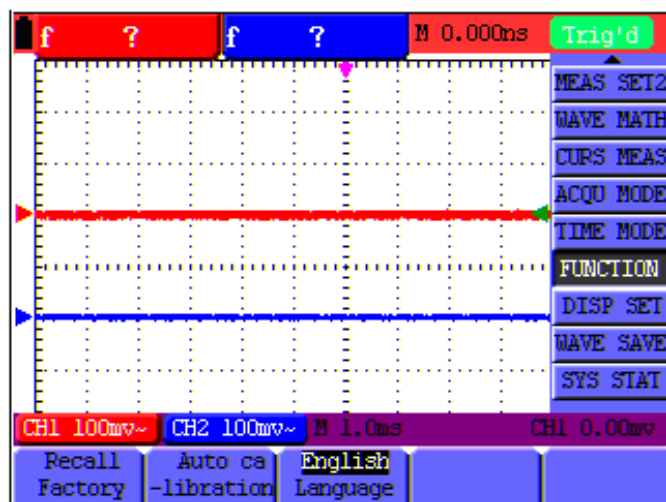 f ? f ? M 0.000ns Trig'd
MEAS SET2
WAVE MATH
CURS MEAS
ACQU MODE
TIME MODE
FUNCTION
DISP SET
WAVE SAVE
SYS STAT
CH1 100mv~ CH2 100mv~ M 1.0ms CH1 0.00mv
Recall Auto ca English
Factory -libration Language